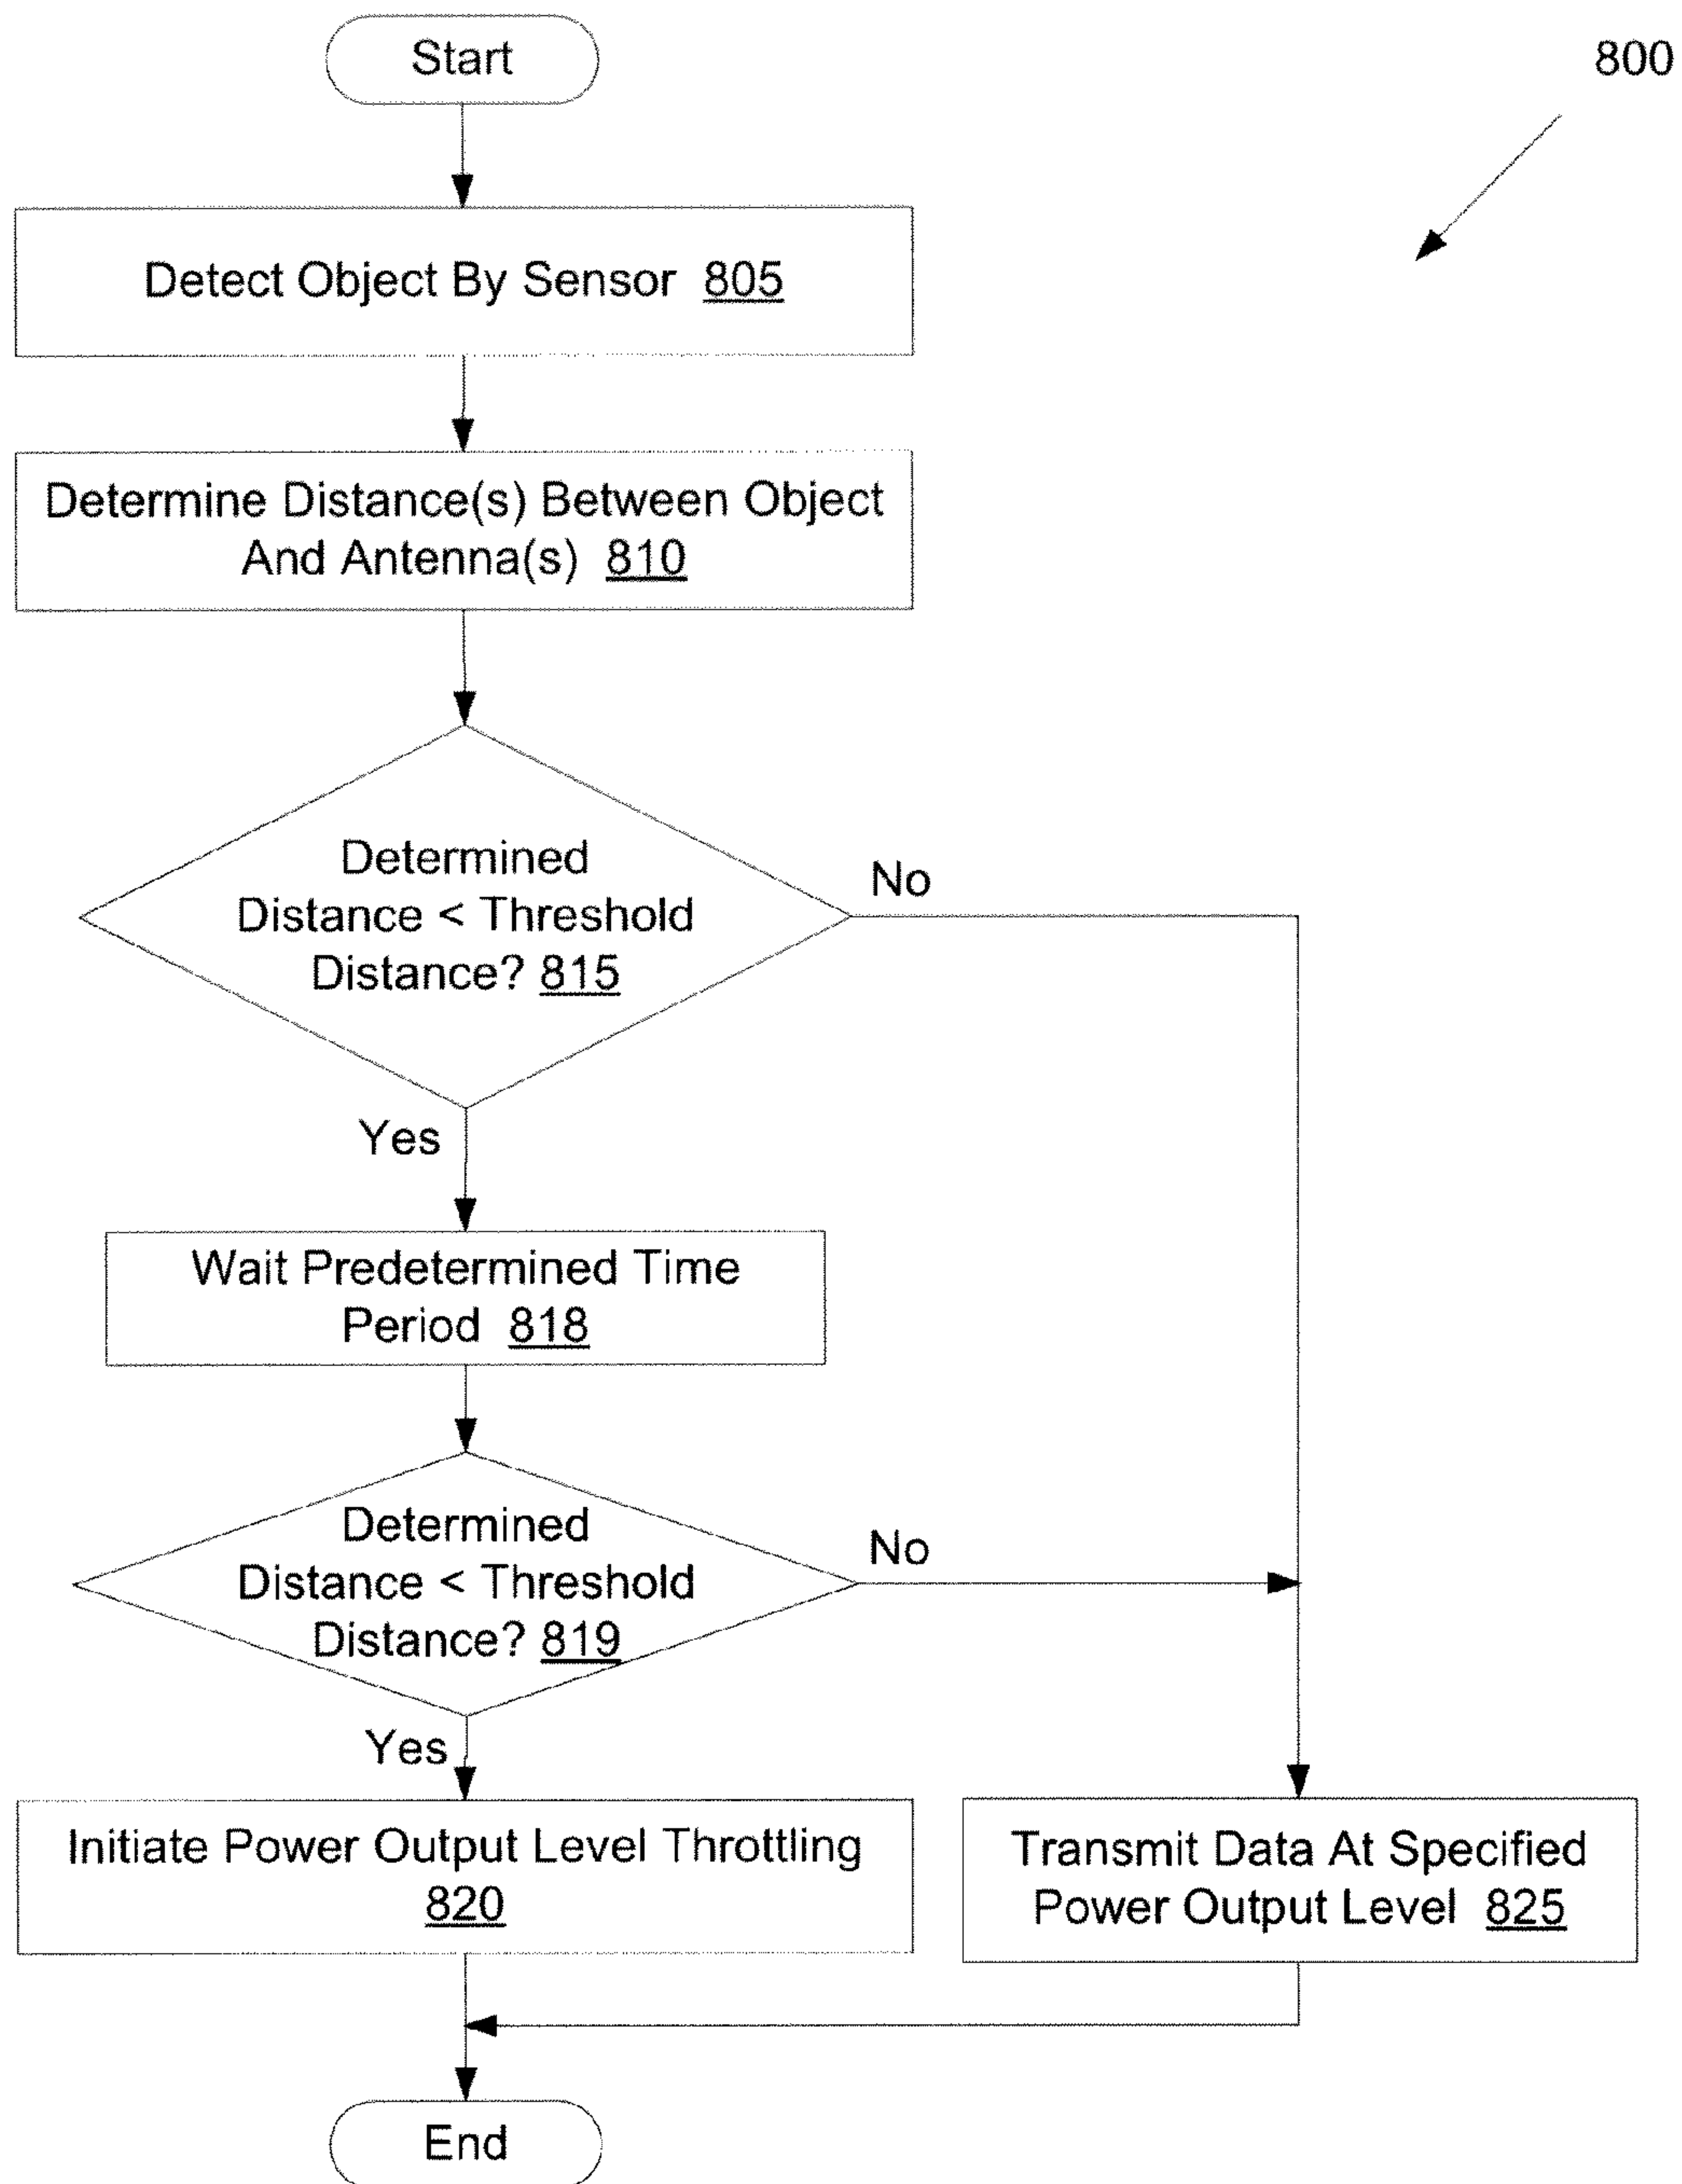 Start
800
Detect Object By Sensor 805
Determine Distance(s) Between Object
And Antenna(s) 810
Determined
Distance < Threshold
Distance? 815
No
Yes
Wait Predetermined Time
Period 818
Determined
Distance < Threshold
Distance? 819
No
Yes
Initiate Power Output Level Throttling
820
Transmit Data At Specified
Power Output Level 825
End